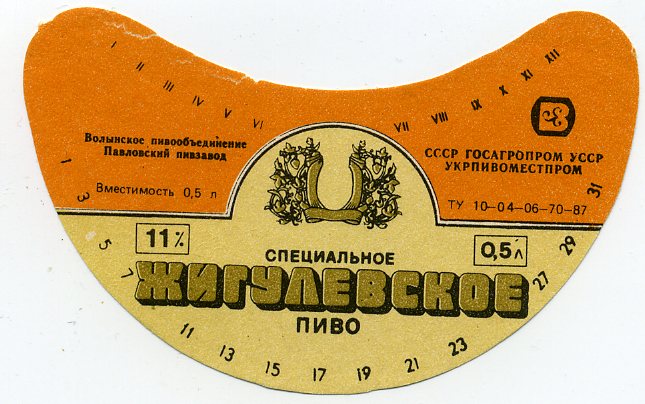 I II III IV V VI VII VIII IX X XI XII
Волынское пивообъединение
Павловский пивзавод
Вместимость 0,5 л
СССР ГОСАГРОПРОМ УССР
УКРПИВОМЕСТПРОМ
ТУ 10—04—06—70—87
11%
0,5л
СПЕЦИАЛЬНОЕ
ЖИГУЛЕВСКОЕ
ПИВО
1 3 5 7 11 13 15 17 19 21 23 27 29 31